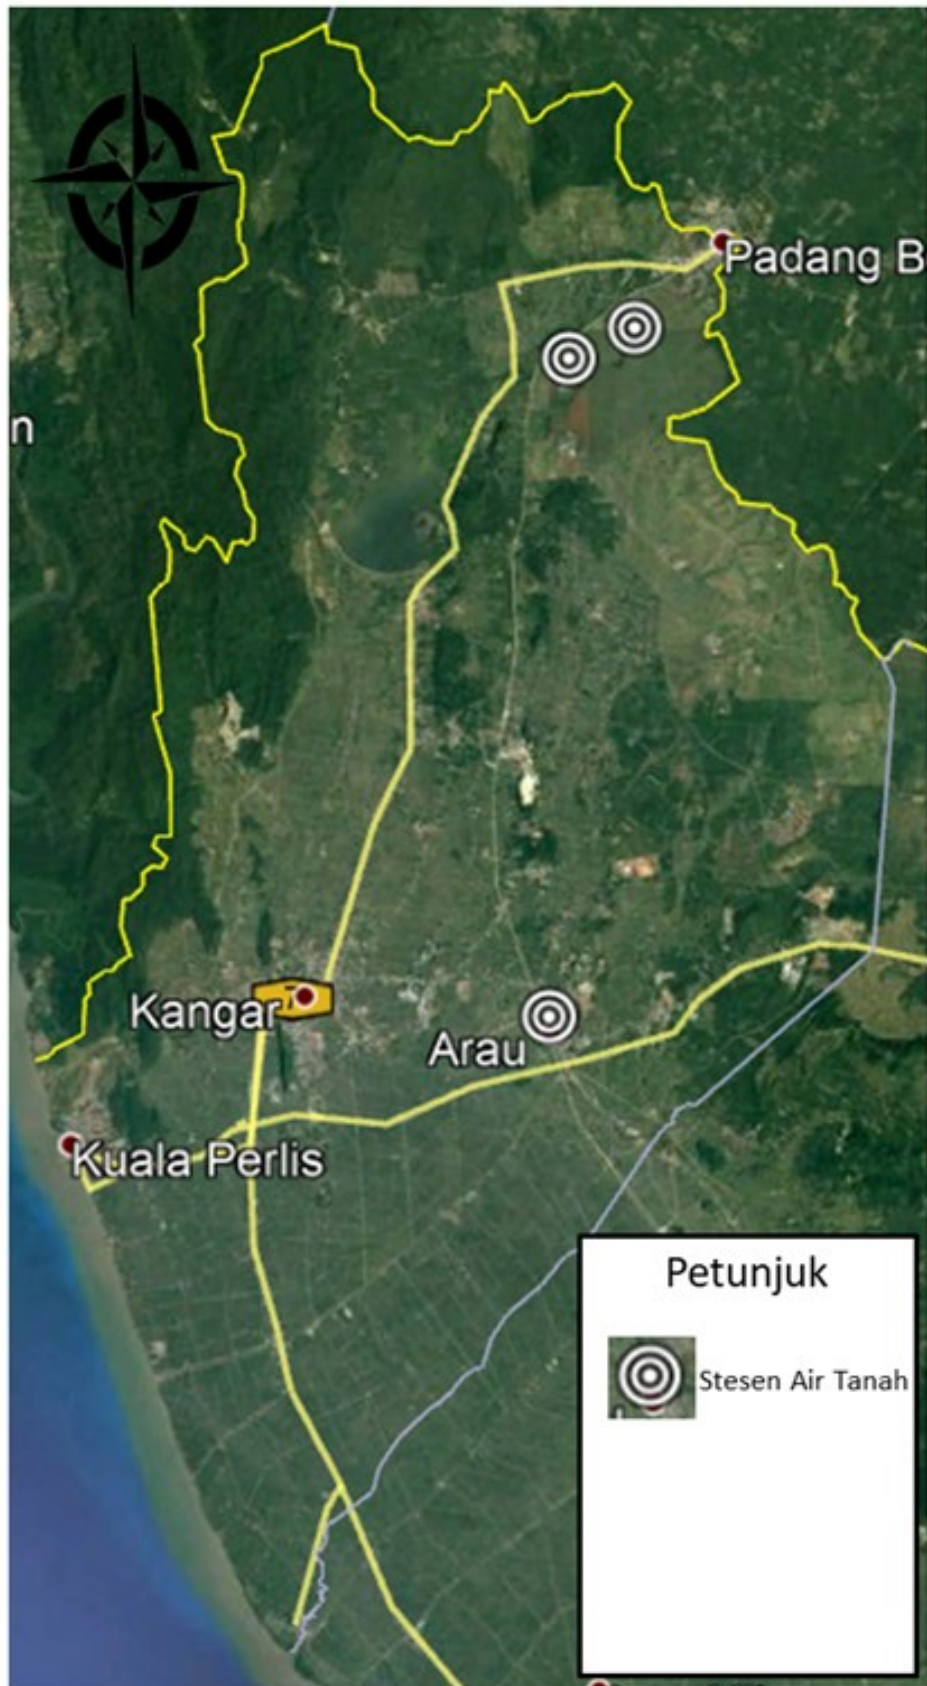 Padang B
n
Kangar
Arau
Kuala Perlis
Petunjuk
Stesen Air Tanah